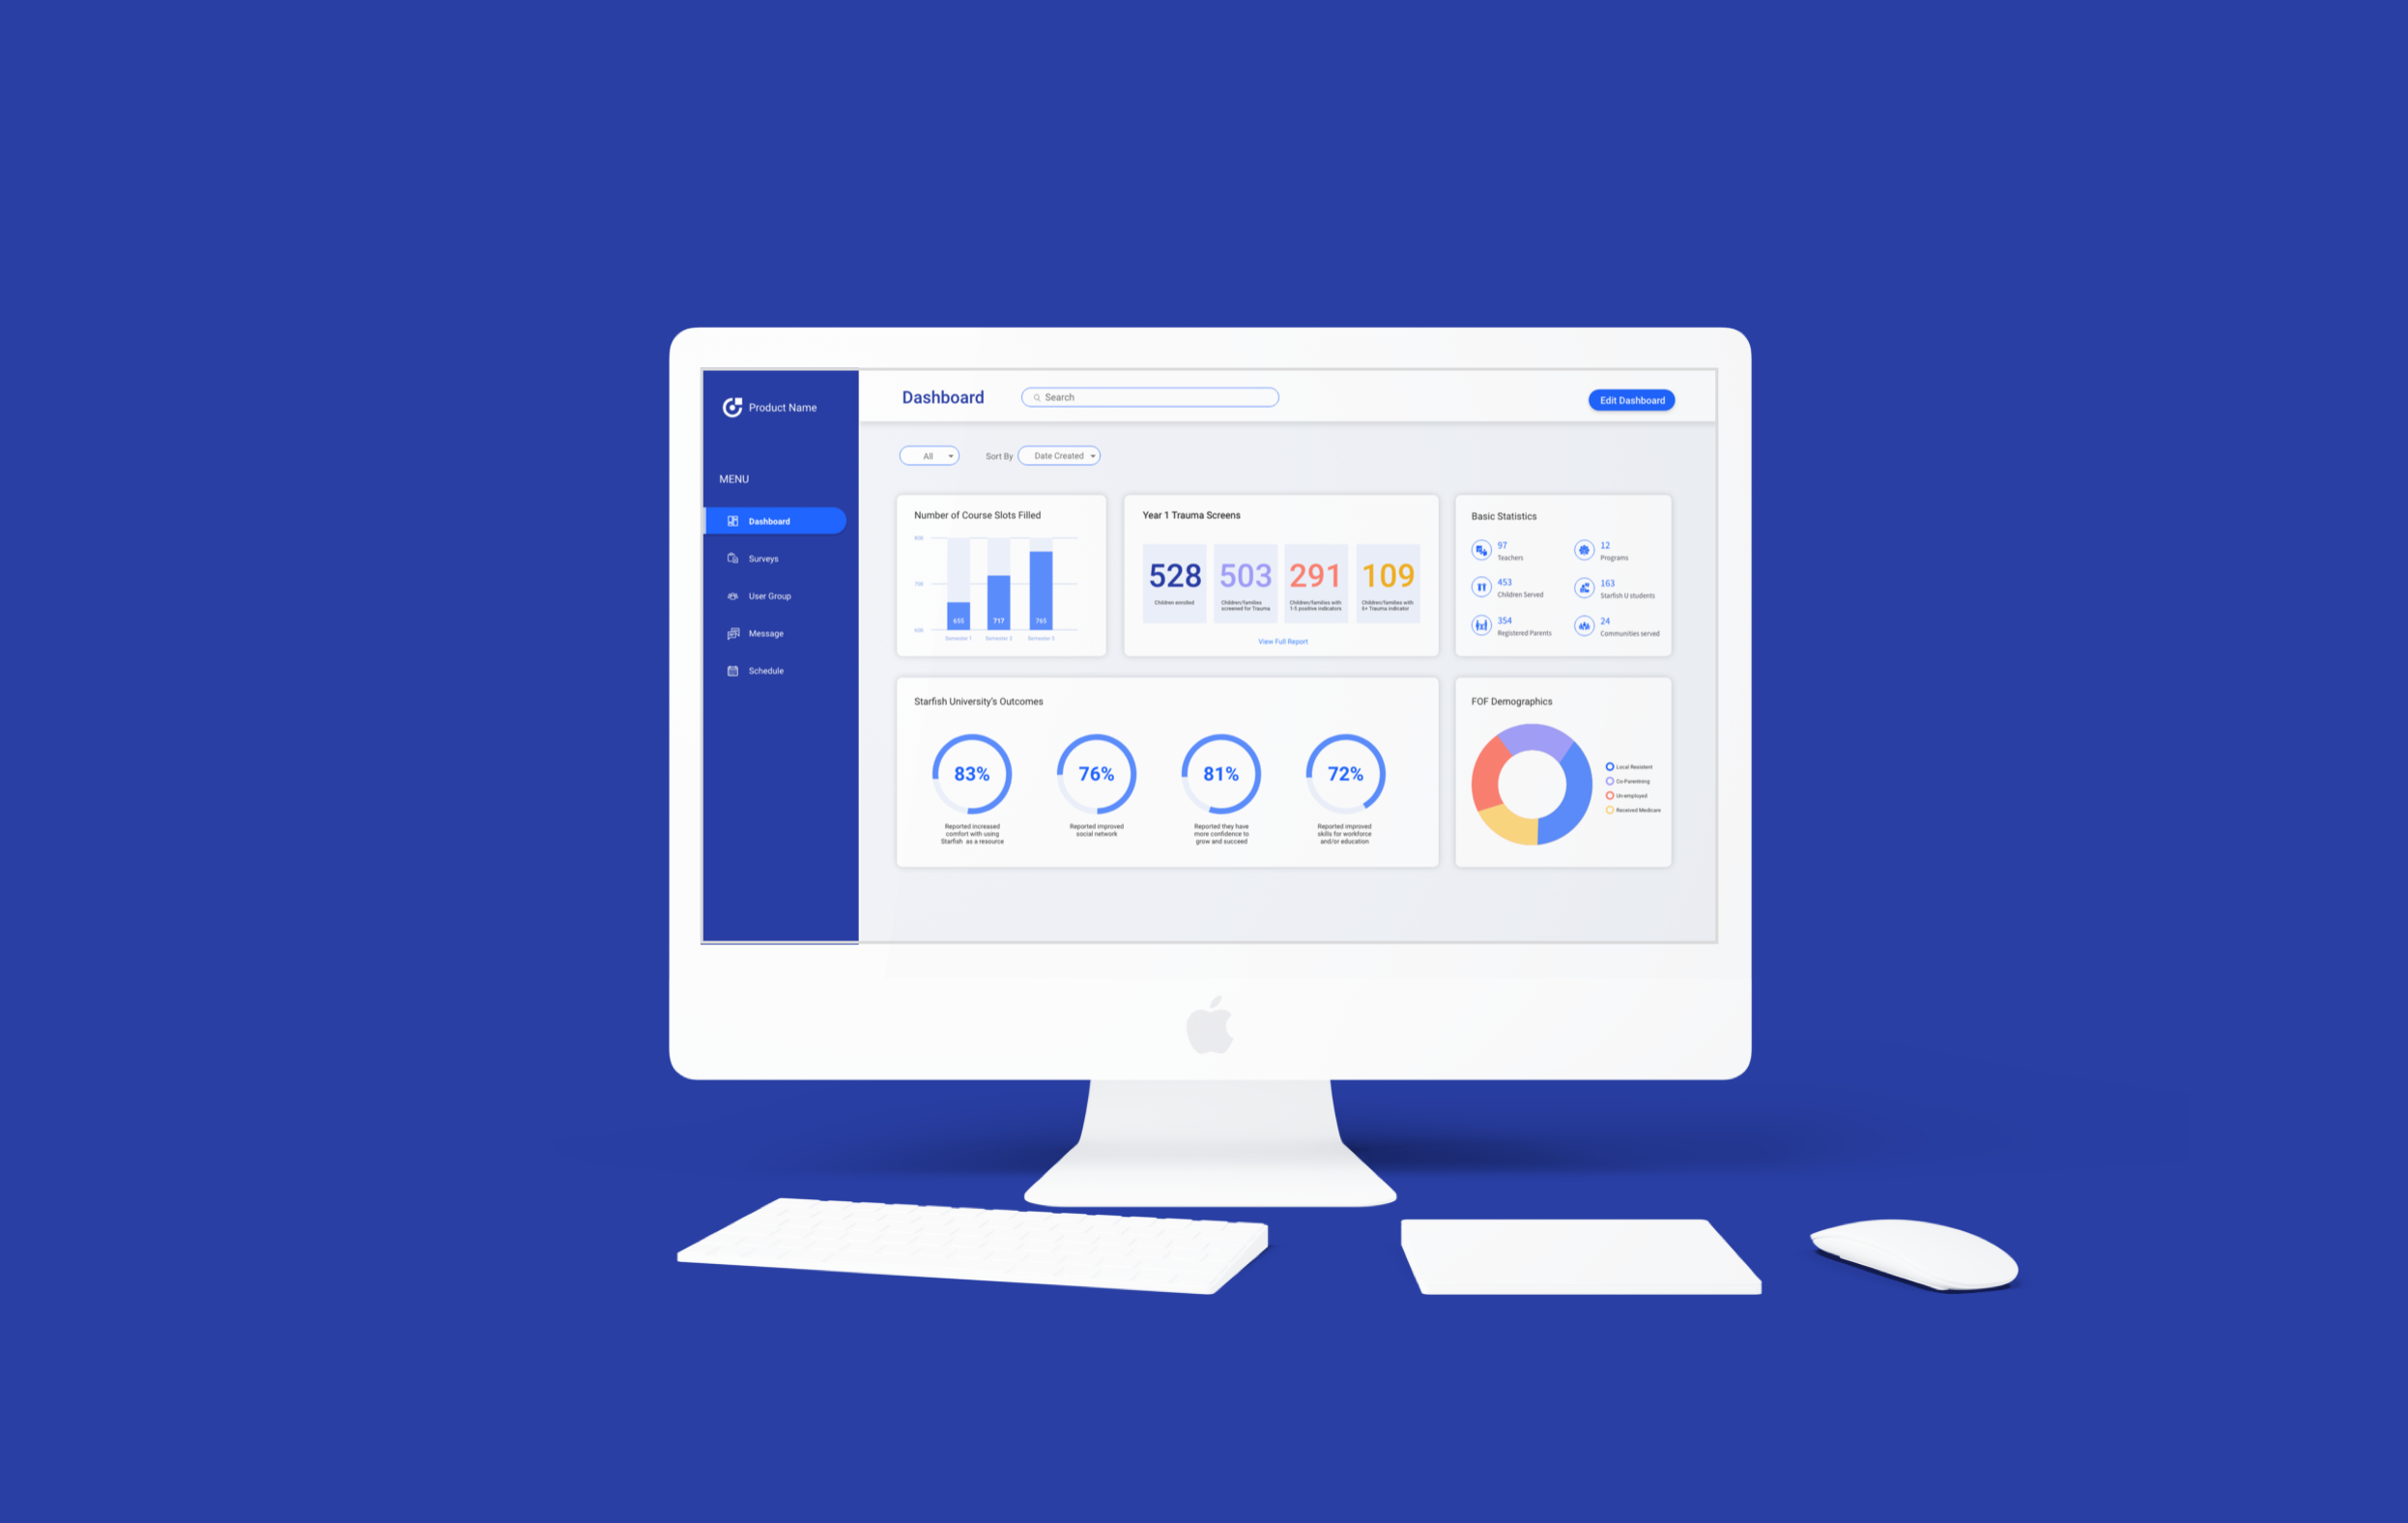 Product Name
MENU
Dashboard
Surveys
User Group
Message
Schedule
Dashboard
Search
Edit Dashboard
All
Sort By
Date Created
Number of Course Slots Filled
655
717
765
Semester 1
Semester 2
Semester 3
Year 1 Trauma Screens
528
Children enrolled
503
Children/families
screened for Trauma
291
Children/families with
1-5 positive indicators
109
Children/families with
6+ Trauma indicator
View Full Report
Basic Statistics
97
Teachers
12
Programs
453
Children Served
163
Starfish U students
354
Registered Parents
24
Communities served
Starfish University's Outcomes
83%
Reported increased
comfort with using
Starfish as a resource
76%
Reported improved
social network
81%
Reported they have
more confidence to
grow and succeed
72%
Reported improved
skills for workforce
and/or education
FOF Demographics
Local Resistent
Co-Parentning
Un-employed
Received Medicare